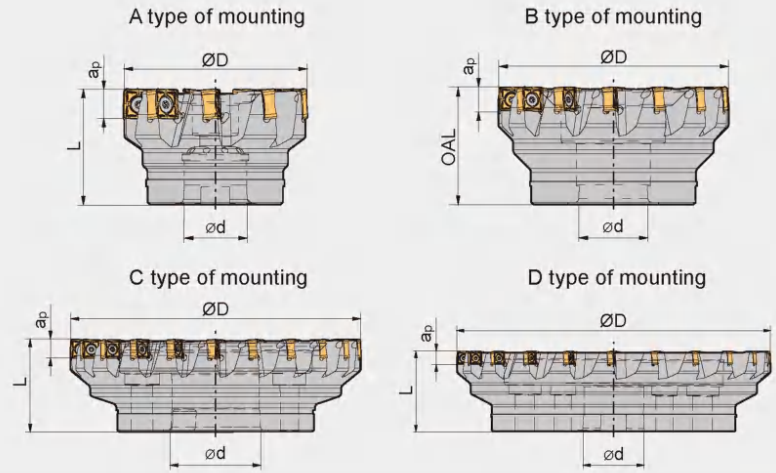 A type of mounting
B type of mounting
ØD
ØD
ap
ap
L
OAL
Ød
Ød
C type of mounting
D type of mounting
ØD
ØD
ap
ap
L
L
Ød
Ød